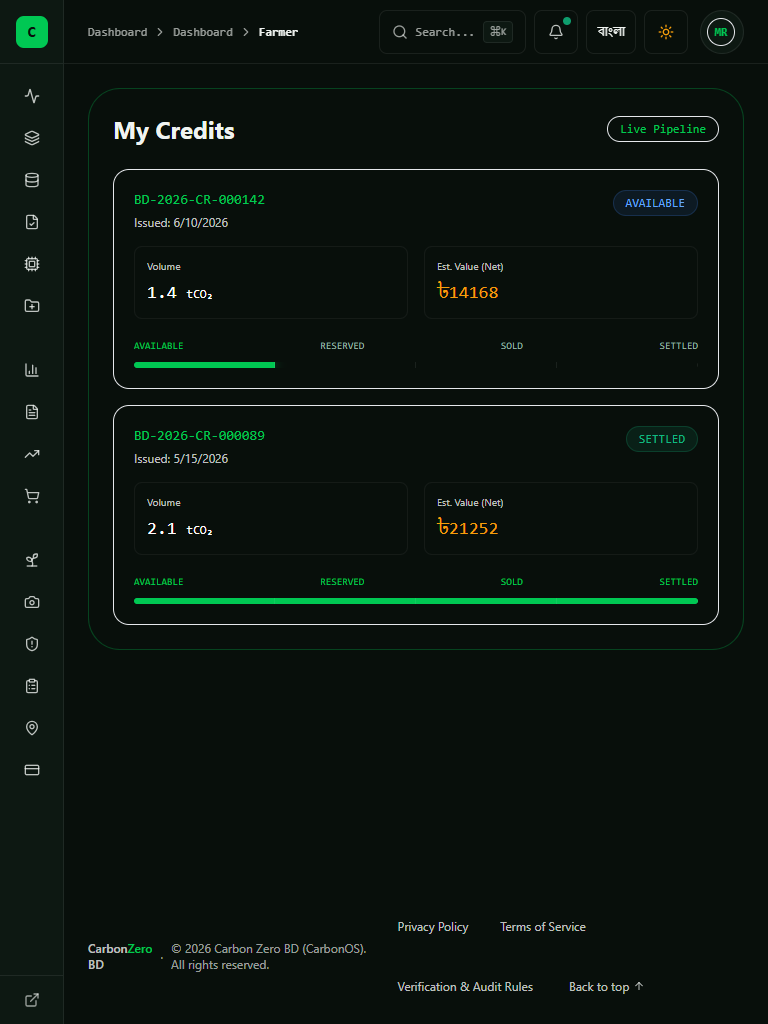 C
Dashboard > Dashboard > Farmer
Search... ⌘K
বাংলা
MR
My Credits
Live Pipeline
BD-2026-CR-000142
AVAILABLE
Issued: 6/10/2026
Volume
1.4 tCO₂
Est. Value (Net)
৳14168
AVAILABLE RESERVED SOLD SETTLED
BD-2026-CR-000089
SETTLED
Issued: 5/15/2026
Volume
2.1 tCO₂
Est. Value (Net)
৳21252
AVAILABLE RESERVED SOLD SETTLED
CarbonZero
BD
·
© 2026 Carbon Zero BD (CarbonOS).
All rights reserved.
Privacy Policy
Terms of Service
Verification & Audit Rules
Back to top ↑